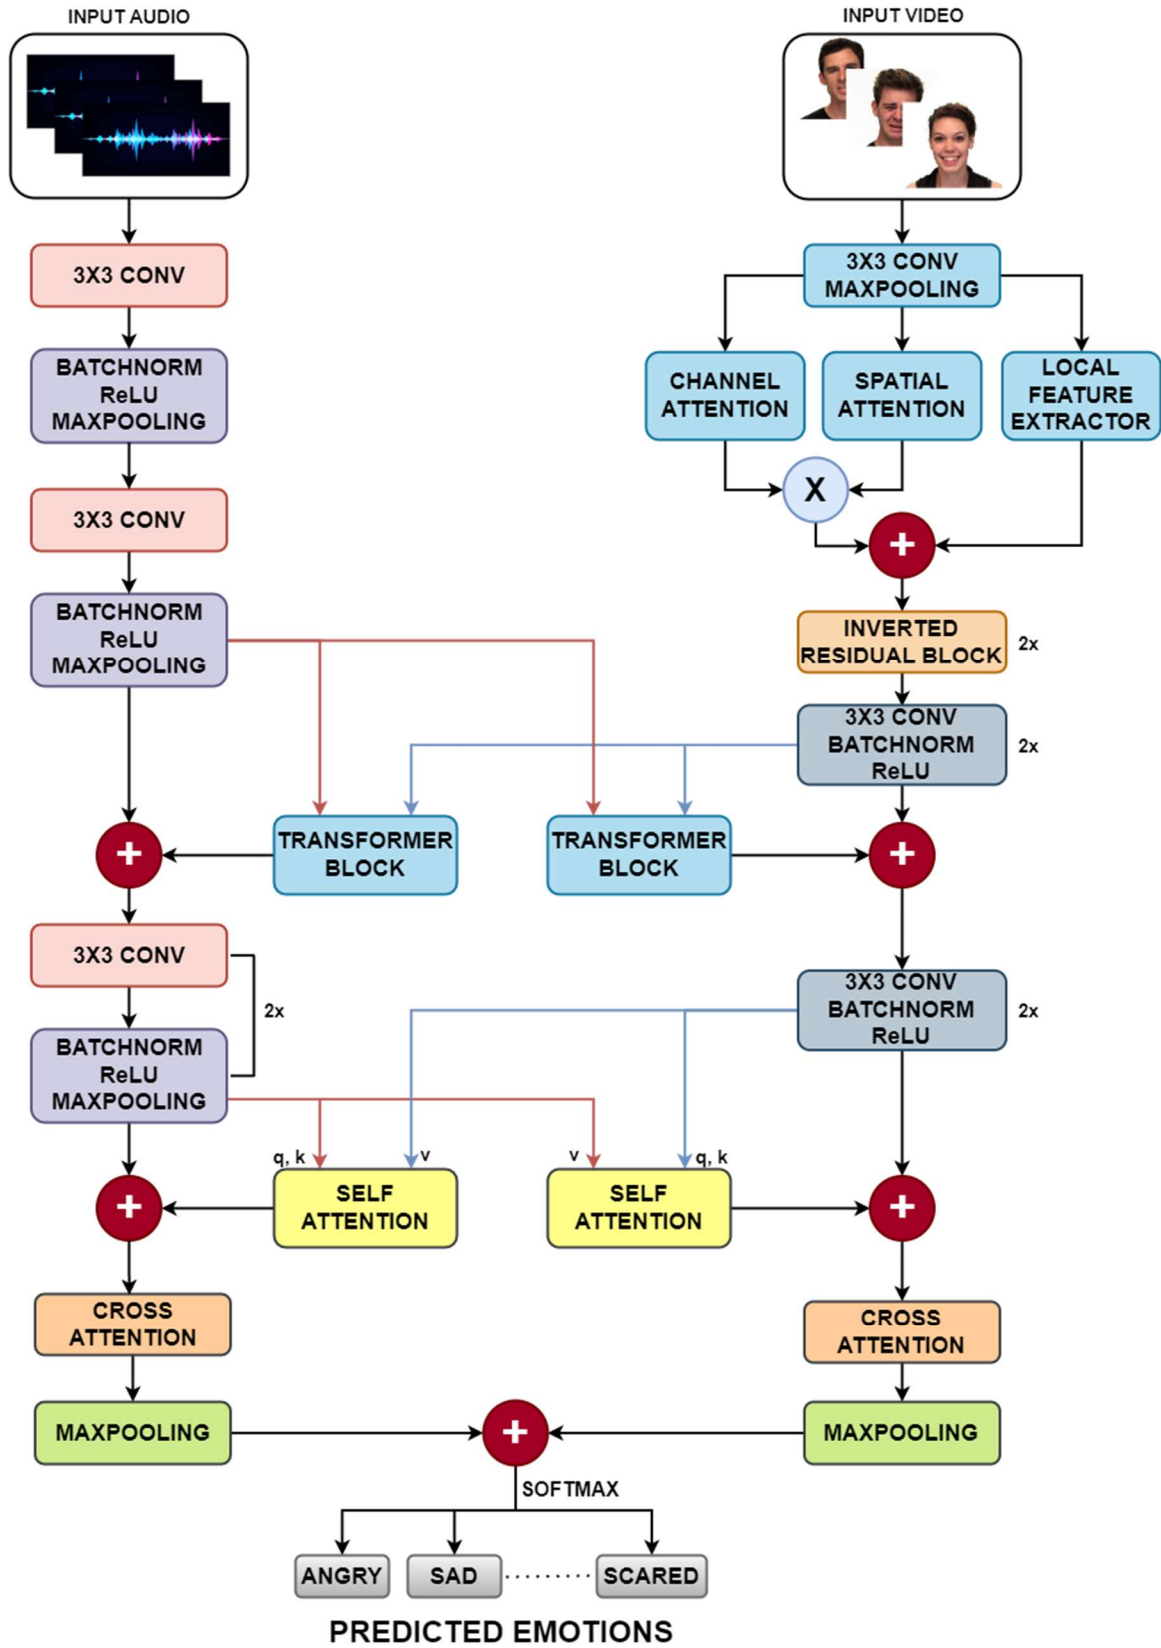 INPUT AUDIO
INPUT VIDEO
3X3 CONV
3X3 CONV
MAXPOOLING
BATCHNORM
ReLU
MAXPOOLING
CHANNEL
ATTENTION
SPATIAL
ATTENTION
LOCAL
FEATURE
EXTRACTOR
X
3X3 CONV
+
BATCHNORM
ReLU
MAXPOOLING
INVERTED
RESIDUAL BLOCK
2x
3X3 CONV
BATCHNORM
ReLU
2x
+
TRANSFORMER
BLOCK
TRANSFORMER
BLOCK
+
3X3 CONV
BATCHNORM
ReLU
MAXPOOLING
2x
3X3 CONV
BATCHNORM
ReLU
2x
q, k
v
v
q, k
+
SELF
ATTENTION
SELF
ATTENTION
+
CROSS
ATTENTION
CROSS
ATTENTION
MAXPOOLING
+
MAXPOOLING
SOFTMAX
ANGRY
SAD
........
SCARED
PREDICTED EMOTIONS